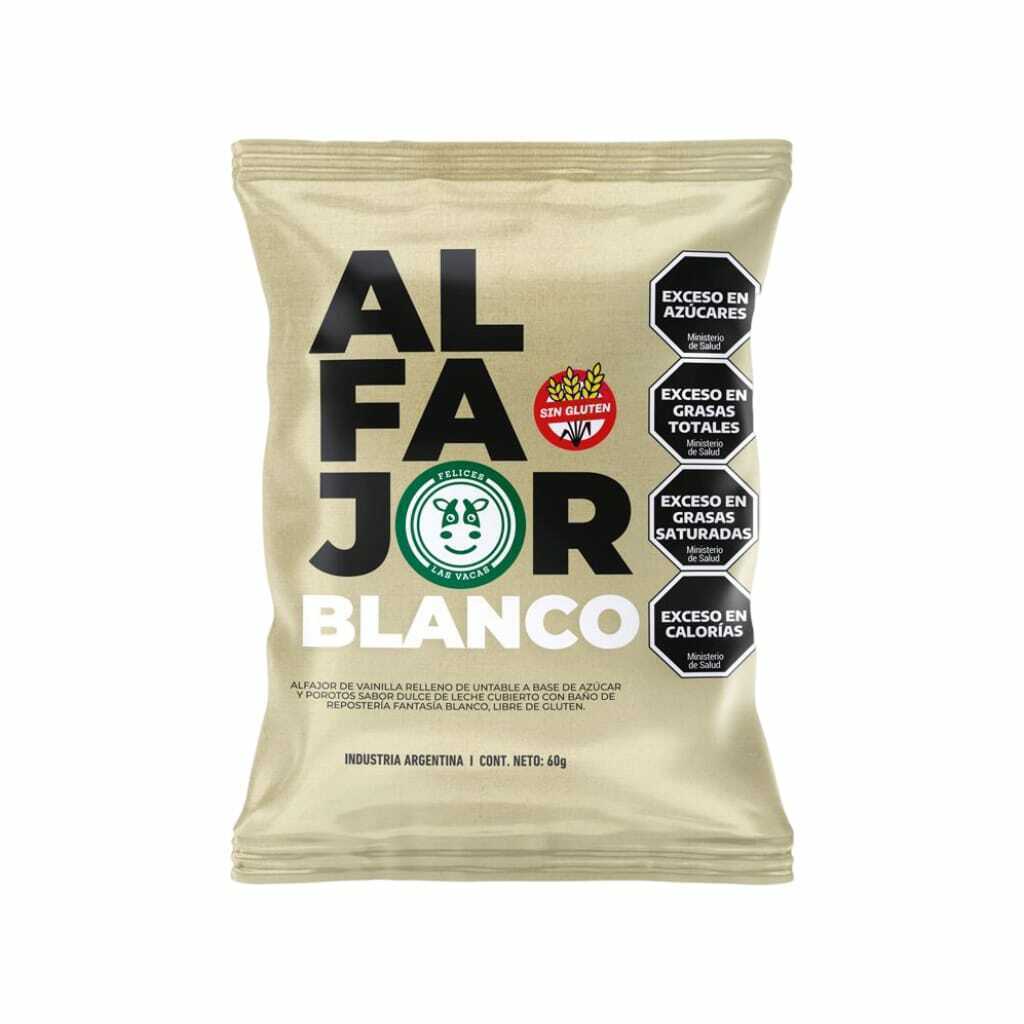 AL
FA
JOR
BLANCO
SIN GLUTEN
FELICES
LAS VACAS
EXCESO EN
AZÚCARES
Ministerio
de Salud
EXCESO EN
GRASAS
TOTALES
Ministerio
de Salud
EXCESO EN
GRASAS
SATURADAS
Ministerio
de Salud
EXCESO EN
CALORÍAS
Ministerio
de Salud
ALFAJOR DE VAINILLA RELLENO DE UNTABLE A BASE DE AZÚCAR
Y POROTOS SABOR DULCE DE LECHE CUBIERTO CON BAÑO DE
REPOSTERÍA FANTASÍA BLANCO, LIBRE DE GLUTEN.
INDUSTRIA ARGENTINA I CONT. NETO: 60g